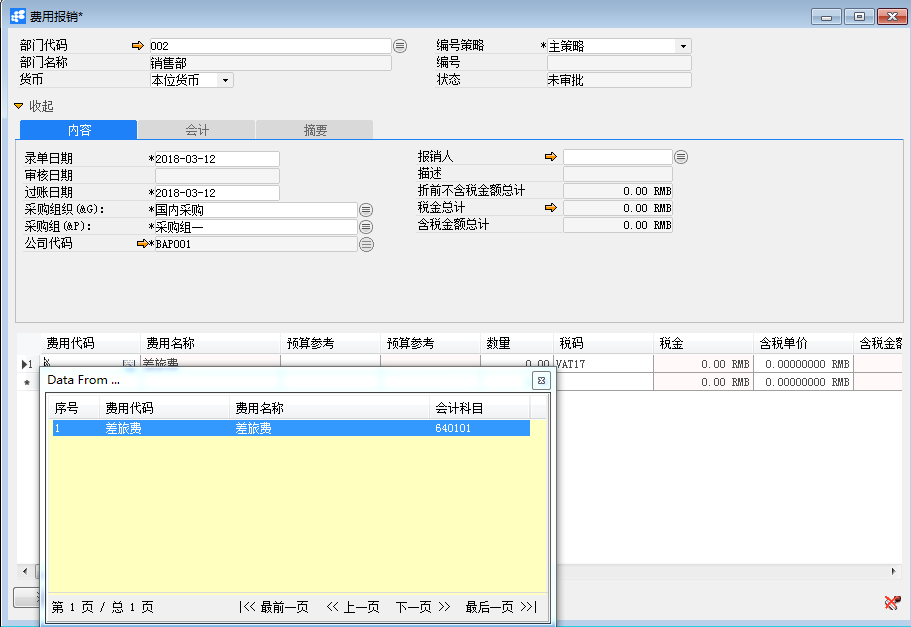 费用报销*
部门代码 002 编号策略 *主策略
部门名称 销售部 编号
货币 本位货币 状态 未审批
收起
内容 会计 摘要
录单日期 *2018-03-12 报销人
审核日期 描述
过账日期 *2018-03-12 折前不含税金额总计 0.00 RMB
采购组织(&G): *国内采购 税金总计 0.00 RMB
采购组(&P): *采购组一 含税金额总计 0.00 RMB
公司代码 *BAP001
费用代码 费用名称 预算参考 预算参考 数量 税码 税金 含税单价 含税金额
1 % 差旅费 0.00 VAT17 0.00 RMB 0.00000000 RMB
* 0.00 RMB 0.00000000 RMB
Data From ...
序号 费用代码 费用名称 会计科目
1 差旅费 差旅费 640101
第 1 页 / 总 1 页 |<< 最前一页 << 上一页 下一页 >> 最后一页 >>|